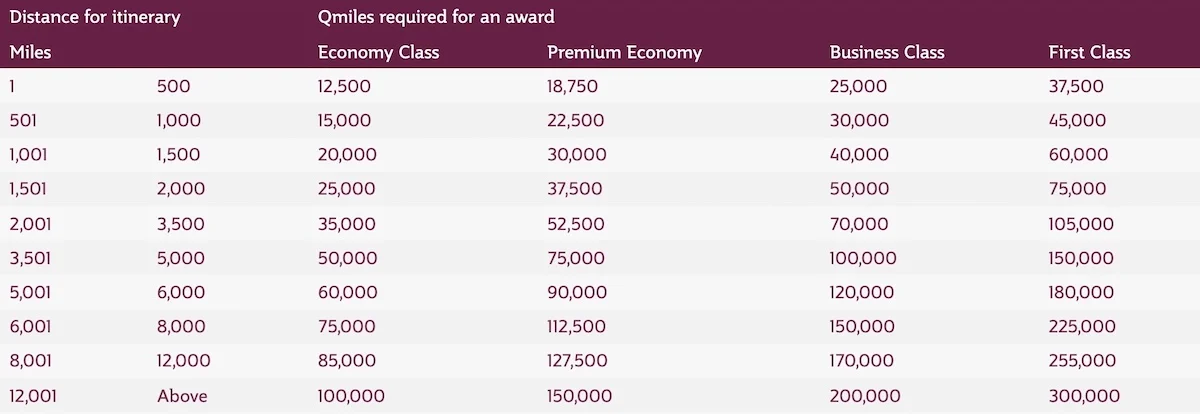 Distance for itinerary Qmiles required for an award
Miles Economy Class Premium Economy Business Class First Class
1 500 12,500 18,750 25,000 37,500
501 1,000 15,000 22,500 30,000 45,000
1,001 1,500 20,000 30,000 40,000 60,000
1,501 2,000 25,000 37,500 50,000 75,000
2,001 3,500 35,000 52,500 70,000 105,000
3,501 5,000 50,000 75,000 100,000 150,000
5,001 6,000 60,000 90,000 120,000 180,000
6,001 8,000 75,000 112,500 150,000 225,000
8,001 12,000 85,000 127,500 170,000 255,000
12,001 Above 100,000 150,000 200,000 300,000